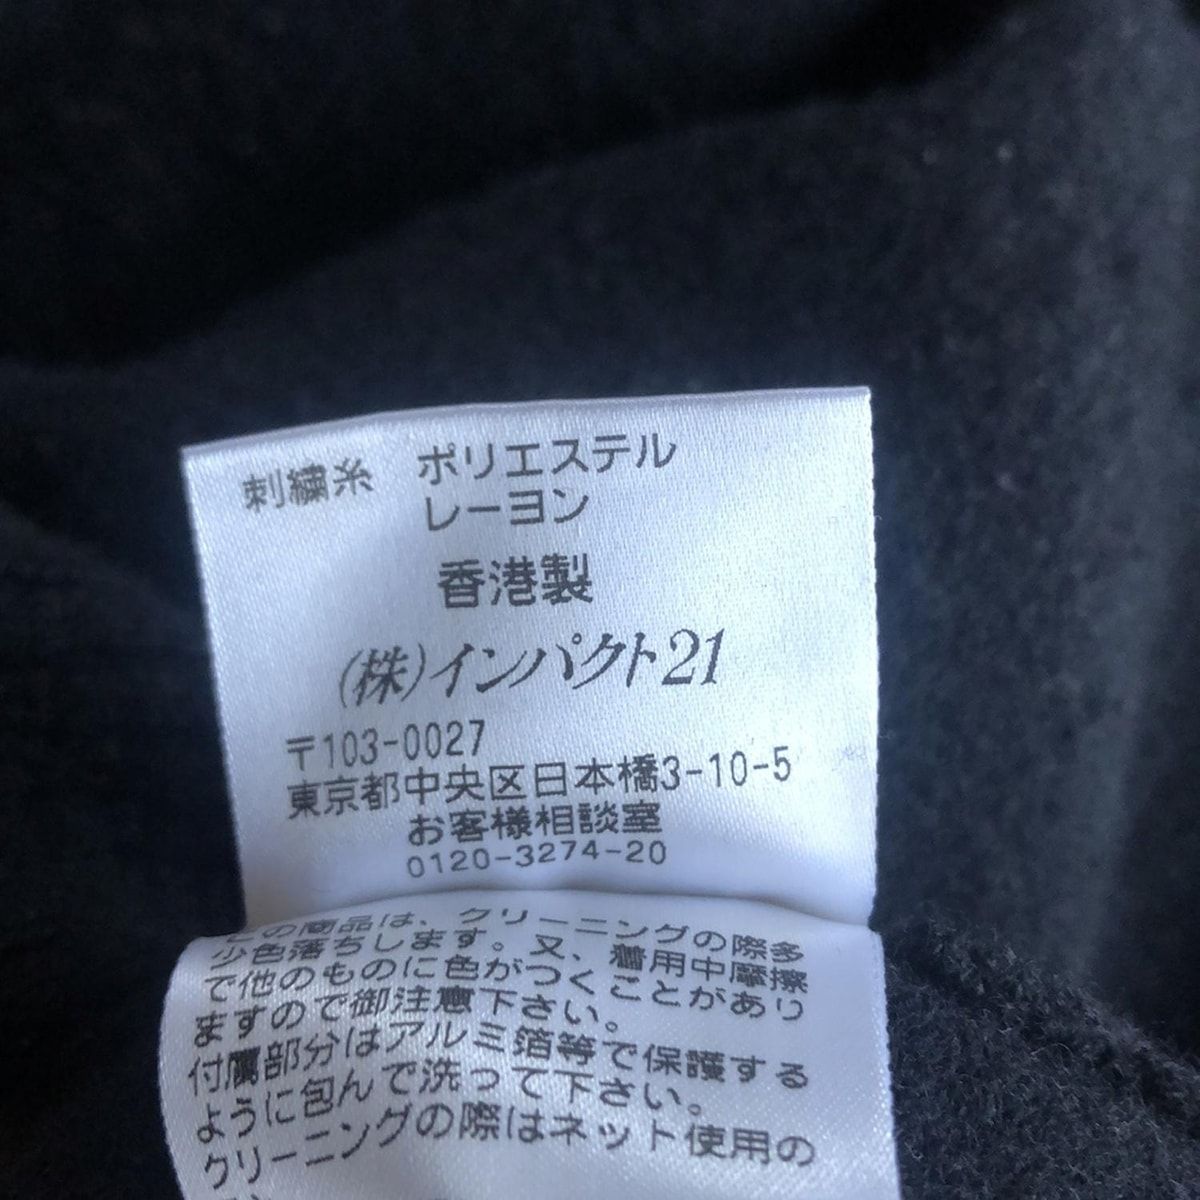 刺繍糸 ポリエステル
レーヨン
香港製
(株)インパクト21
〒103-0027
東京都中央区日本橋3-10-5
お客様相談室
0120-3274-20
この商品は、クリーニングの際多
少色落ちします。又、着用中摩擦
で他のものに色がつくことがあり
ますので御注意下さい。
付属部分はアルミ箔等で保護する
ように包んで洗って下さい。
クリーニングの際はネット使用の